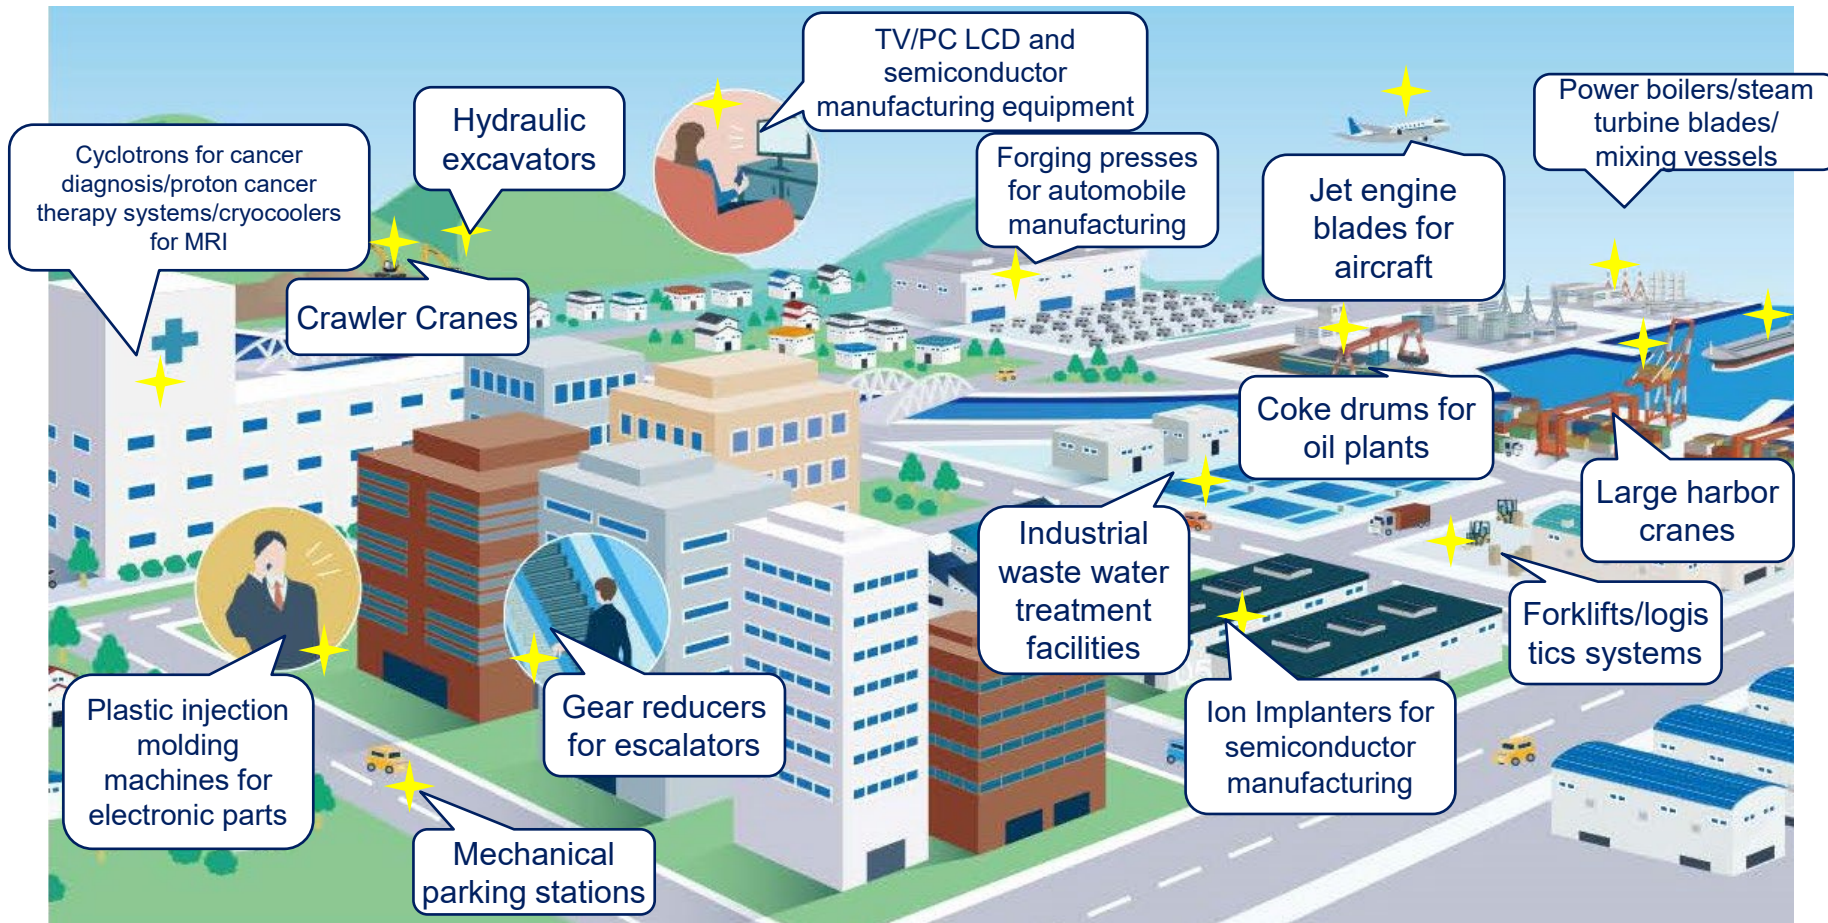 TV/PC LCD and
semiconductor
manufacturing equipment
Hydraulic
excavators
Power boilers/steam
turbine blades/
mixing vessels
Cyclotrons for cancer
diagnosis/proton cancer
therapy systems/cryocoolers
for MRI
Forging presses
for automobile
manufacturing
Jet engine
blades for
aircraft
Crawler Cranes
Coke drums for
oil plants
Large harbor
cranes
Industrial
waste water
treatment
facilities
Forklifts/logis
tics systems
Plastic injection
molding
machines for
electronic parts
Gear reducers
for escalators
Ion Implanters for
semiconductor
manufacturing
Mechanical
parking stations